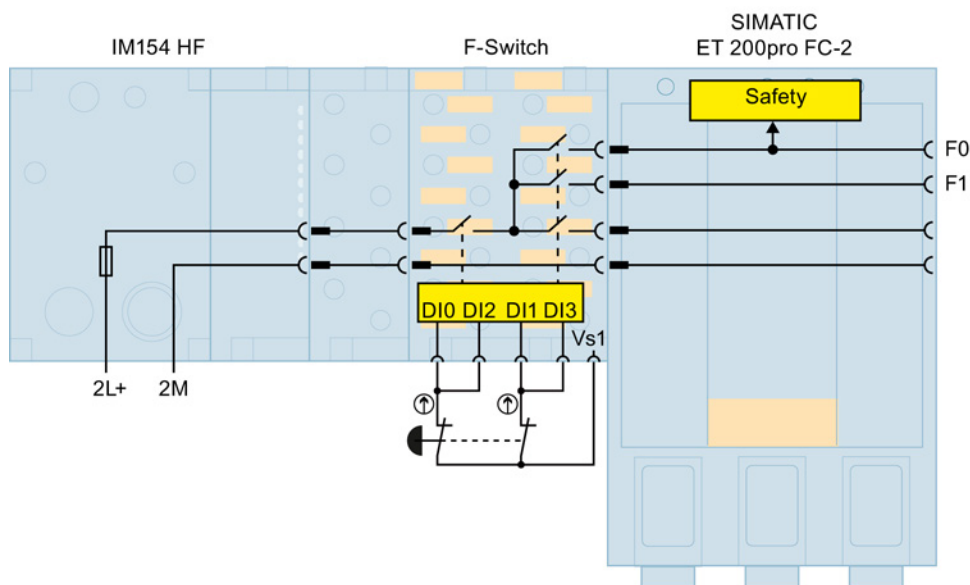 IM154 HF
F-Switch
SIMATIC
ET 200pro FC-2
Safety
F0
F1
DI0 DI2 DI1 DI3
Vs1
2L+
2M